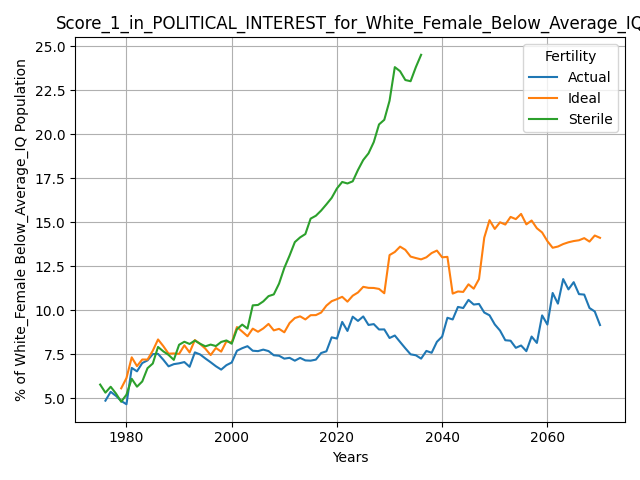 Score_1_in_POLITICAL_INTEREST_for_White_Female_Below_Average_IQ
25.0
22.5
20.0
17.5
15.0
12.5
10.0
7.5
5.0
% of White_Female Below_Average_IQ Population
Fertility
Actual
Ideal
Sterile
1980
2000
2020
2040
2060
Years